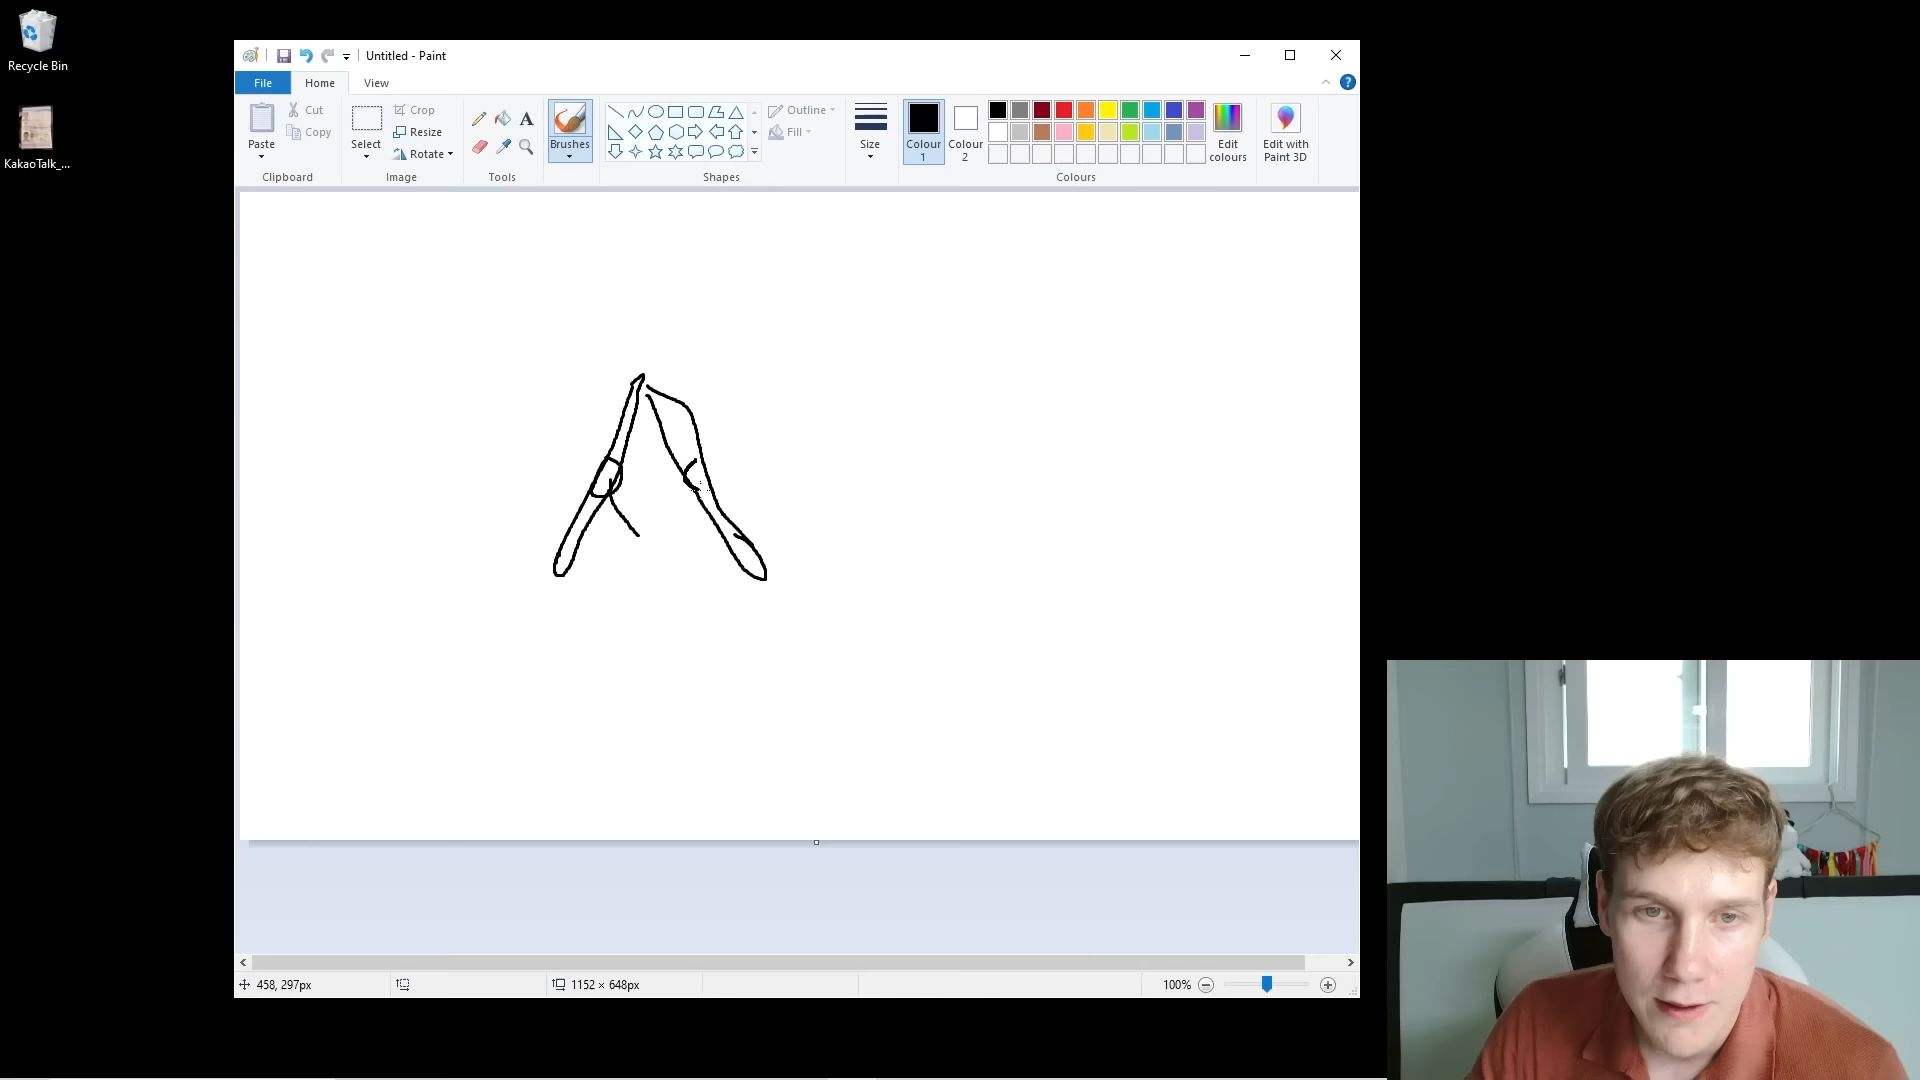 Recycle Bin
KakaoTalk_...
Untitled - Paint
File
Home
View
Paste
Cut
Copy
Clipboard
Select
Crop
Resize
Rotate
Image
A
Tools
Brushes
Outline
Fill
Shapes
Size
Colour
1
Colour
2
Edit
colours
Colours
Edit with
Paint 3D
458, 297px
1152 × 648px
100%